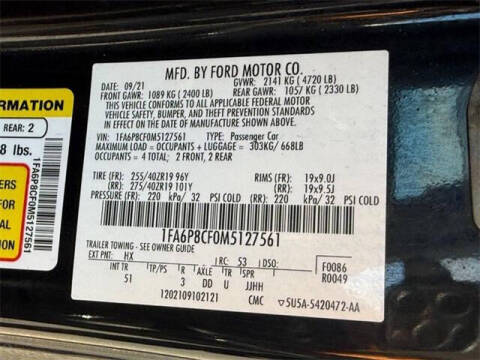 MFD. BY FORD MOTOR CO.
DATE: 09/21 GVWR: 2141 KG ( 4720 LB)
FRONT GAWR: 1089 KG ( 2400 LB) REAR GAWR: 1057 KG ( 2330 LB)
THIS VEHICLE CONFORMS TO ALL APPLICABLE FEDERAL MOTOR
VEHICLE SAFETY, BUMPER, AND THEFT PREVENTION
STANDARDS IN EFFECT ON THE DATE OF MANUFACTURE
SHOWN ABOVE.
VIN: 1FA6P8CF0M5127561 TYPE: Passenger Car
MAXIMUM LOAD = OCCUPANTS + LUGGAGE = 303KG/ 668LB
OCCUPANTS = 4 TOTAL: 2 FRONT, 2 REAR
TIRE (FR): 255/40ZR19 96Y RIMS (FR): 19x9.0J
(RR): 275/40ZR19 101Y (RR): 19x9.5J
PRESSURE (FR): 220 kPa/ 32 PSI COLD (RR): 220 kPa/ 32 PSI COLD
1FA6P8CF0M5127561
TRAILER TOWING - SEE OWNER GUIDE
EXT PNT: HX RC: 53 DSO: F0086
INT TR TP/PS R AXLE TR SPR R0049
51 3 DD U JJHH
1202109102121 CMC 5U5A-5420472-AA
FORMATION
REAR: 2
8 lbs.
ERS
1FA6P8CF0M5127561